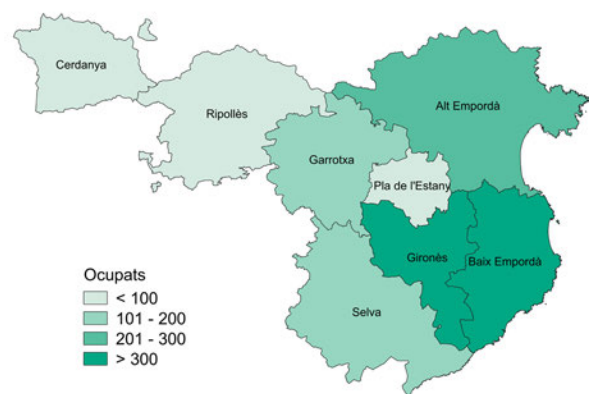 Cerdanya
Ripollès
Alt Empordà
Garrotxa
Pla de l'Estany
Gironès
Baix Empordà
Selva
Ocupats
< 100
101 - 200
201 - 300
> 300